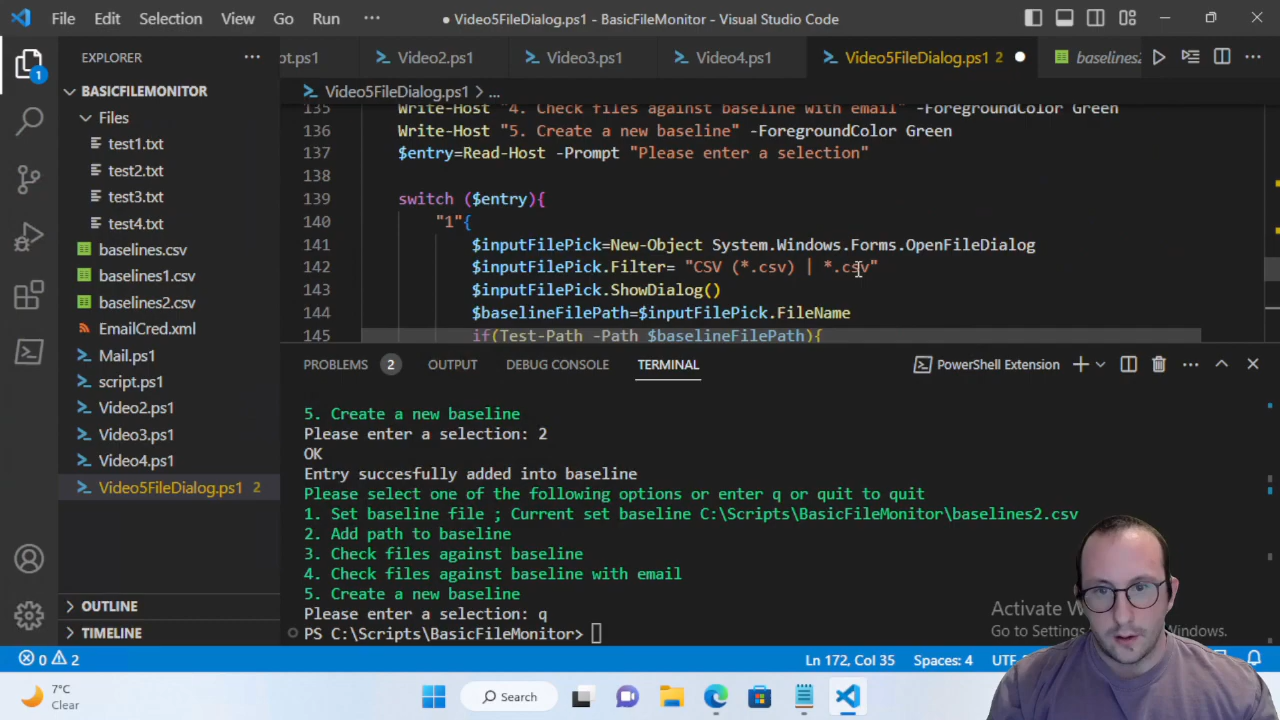 File Edit Selection View Go Run ··· ● Video5FileDialog.ps1 - BasicFileMonitor - Visual Studio Code
EXPLORER ···
pt.ps1 Video2.ps1 Video3.ps1 Video4.ps1 Video5FileDialog.ps1 2 ● baselines2
1
BASICFILEMONITOR
Files
test1.txt
test2.txt
test3.txt
test4.txt
baselines.csv
baselines1.csv
baselines2.csv
EmailCred.xml
Mail.ps1
script.ps1
Video2.ps1
Video3.ps1
Video4.ps1
Video5FileDialog.ps1 2
OUTLINE
TIMELINE
Video5FileDialog.ps1 > ...
135 Write-Host "4. Check files against baseline with email" -ForegroundColor Green
136 Write-Host "5. Create a new baseline" -ForegroundColor Green
137 $entry=Read-Host -Prompt "Please enter a selection"
138
139 switch ($entry){
140 "1"{
141 $inputFilePick=New-Object System.Windows.Forms.OpenFileDialog
142 $inputFilePick.Filter= "CSV (*.csv) | *.csv"
143 $inputFilePick.ShowDialog()
144 $baselineFilePath=$inputFilePick.FileName
145 if(Test-Path -Path $baselineFilePath){
PROBLEMS 2 OUTPUT DEBUG CONSOLE TERMINAL PowerShell Extension
5. Create a new baseline
Please enter a selection: 2
OK
Entry succesfully added into baseline
Please select one of the following options or enter q or quit to quit
1. Set baseline file ; Current set baseline C:\Scripts\BasicFileMonitor\baselines2.csv
2. Add path to baseline
3. Check files against baseline
4. Check files against baseline with email
5. Create a new baseline
Please enter a selection: q
PS C:\Scripts\BasicFileMonitor>
Activate W
Go to Settings Windows.
0 2 Ln 172, Col 35 Spaces: 4 UTF
7°C
Clear
Search